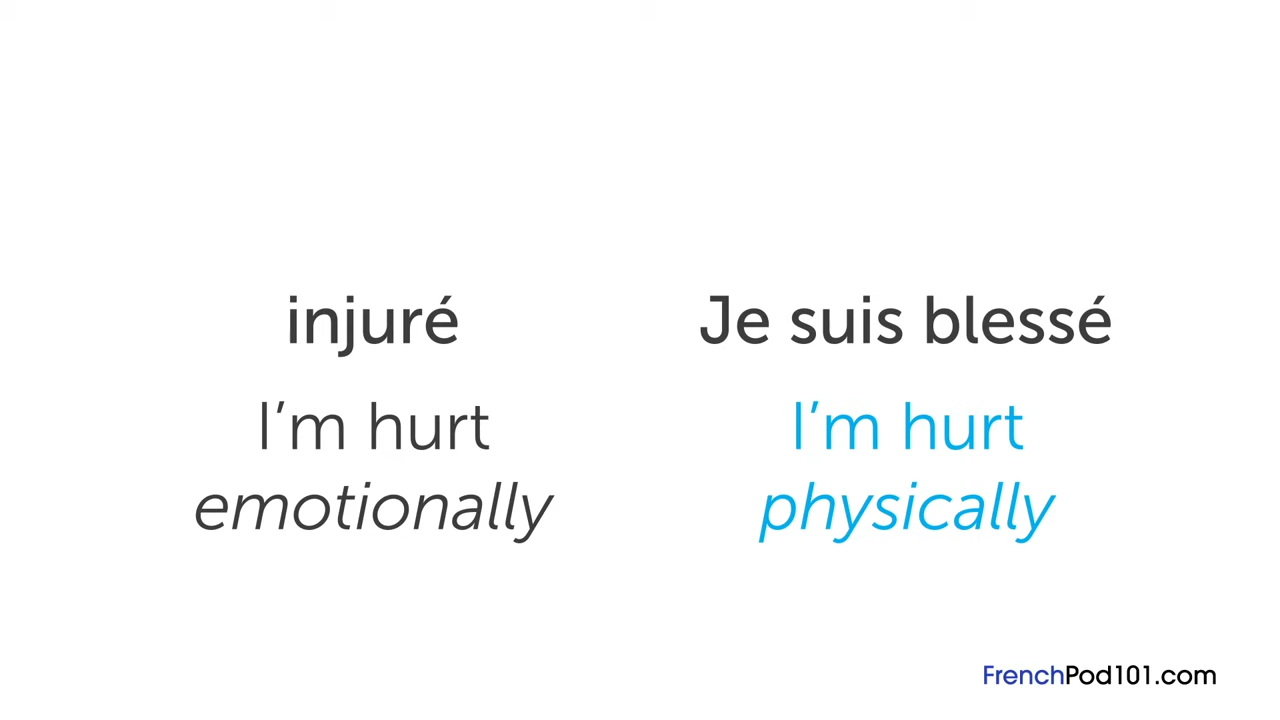 injuré
I'm hurt
emotionally
Je suis blessé
I'm hurt
physically
FrenchPod101.com